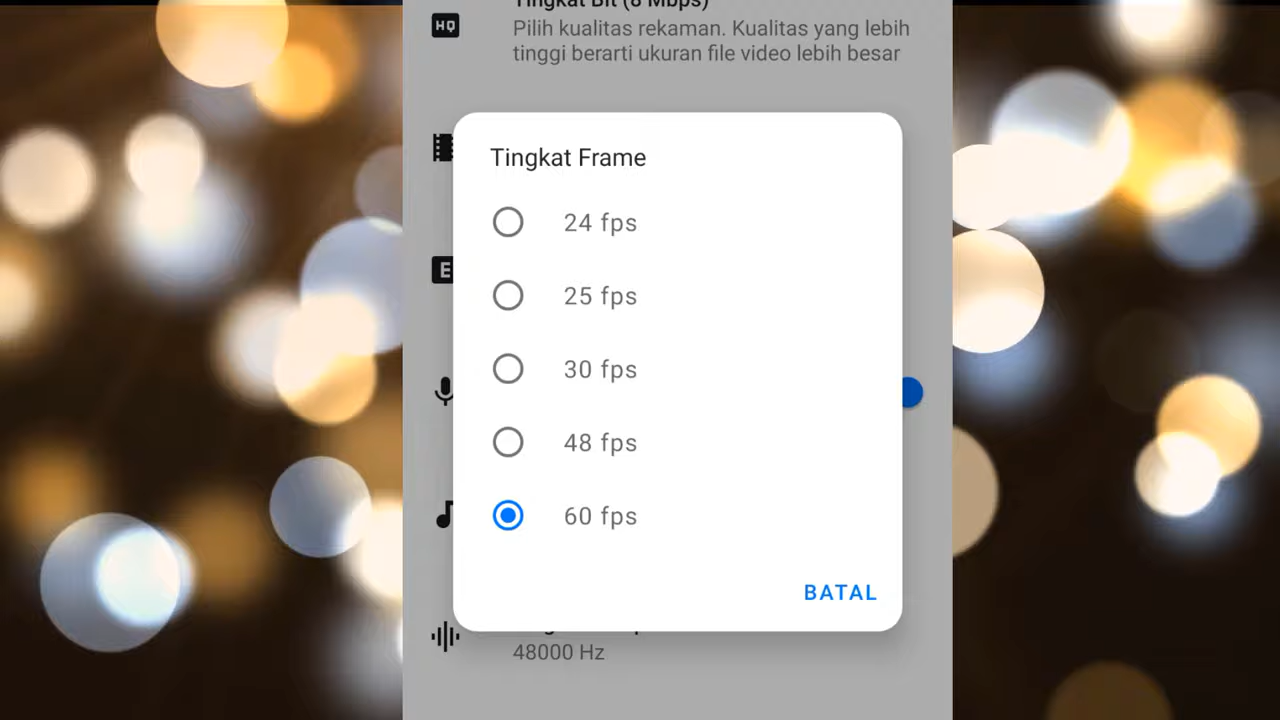 Tingkat Bit (8 Mbps)
HQ
Pilih kualitas rekaman. Kualitas yang lebih
tinggi berarti ukuran file video lebih besar
Tingkat Frame
24 fps
25 fps
E
30 fps
48 fps
60 fps
BATAL
48000 Hz